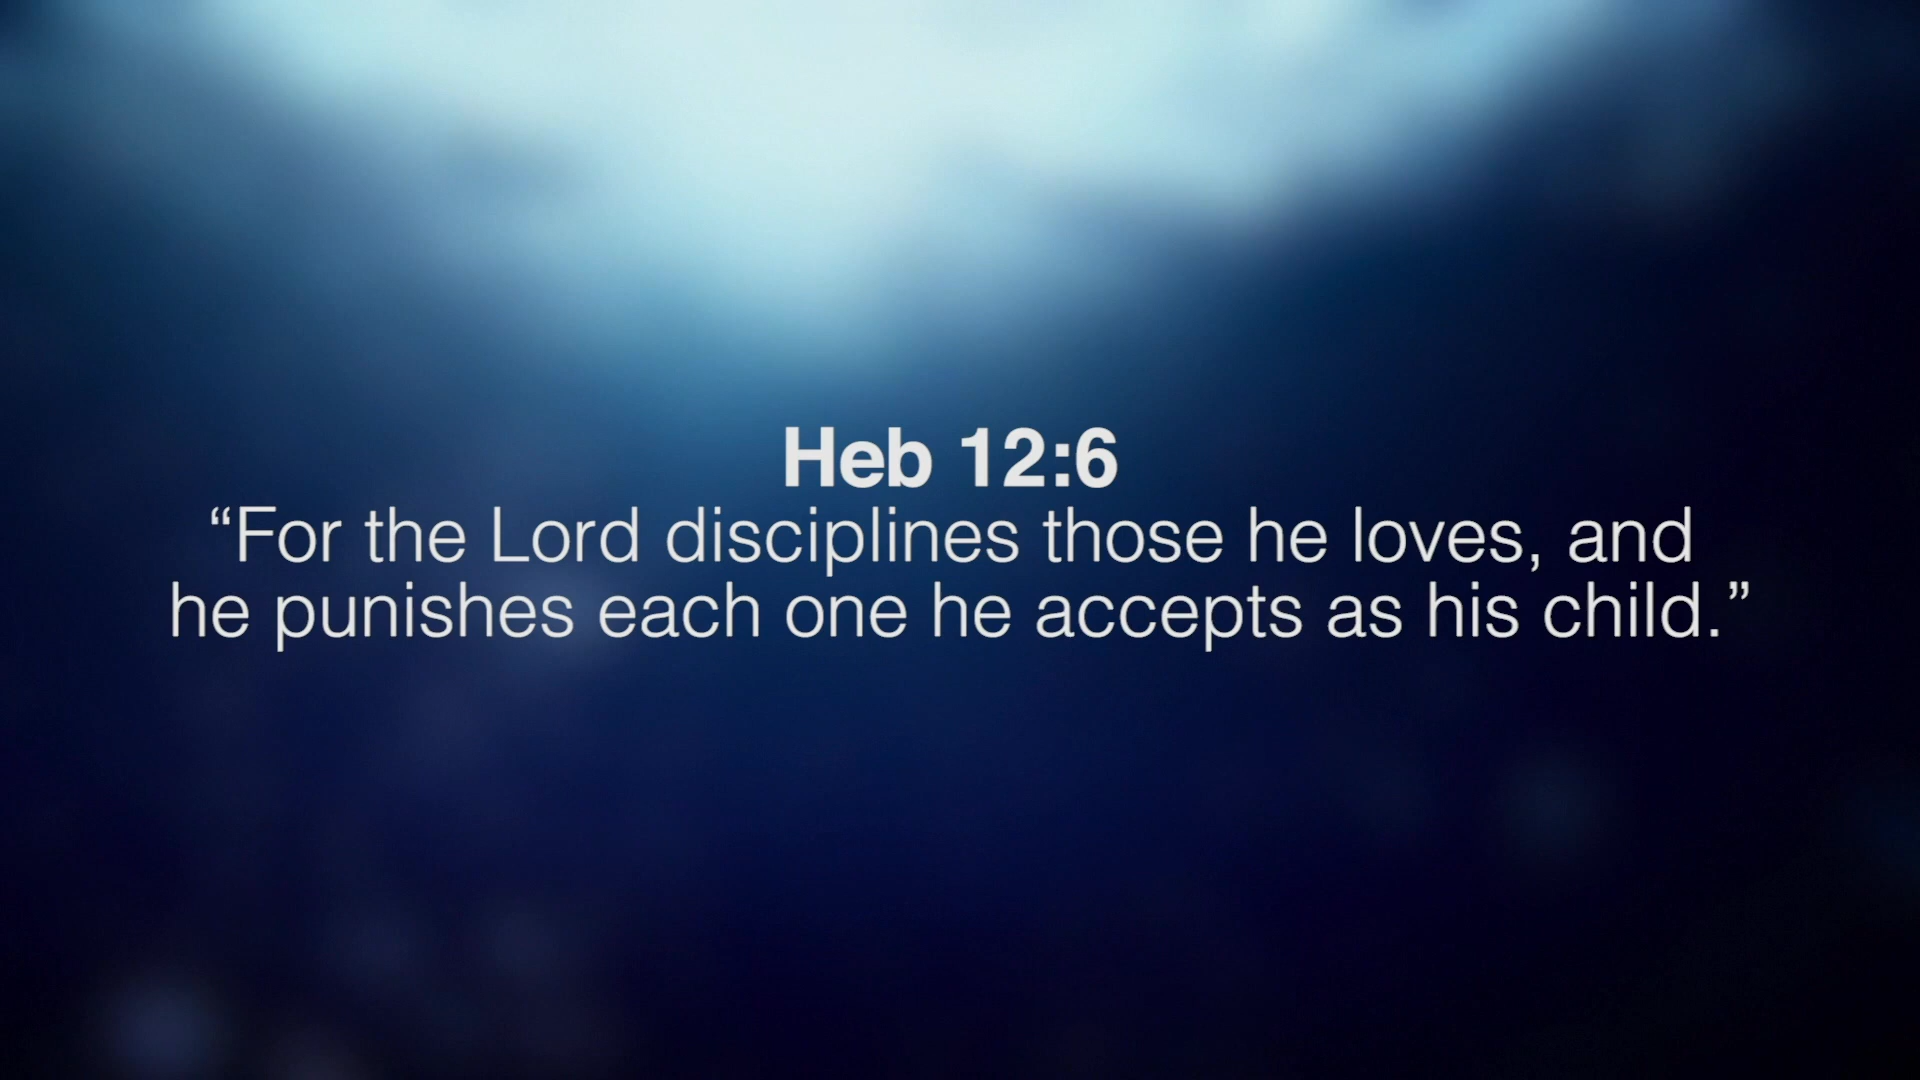 Heb 12:6
“For the Lord disciplines those he loves, and
he punishes each one he accepts as his child.”